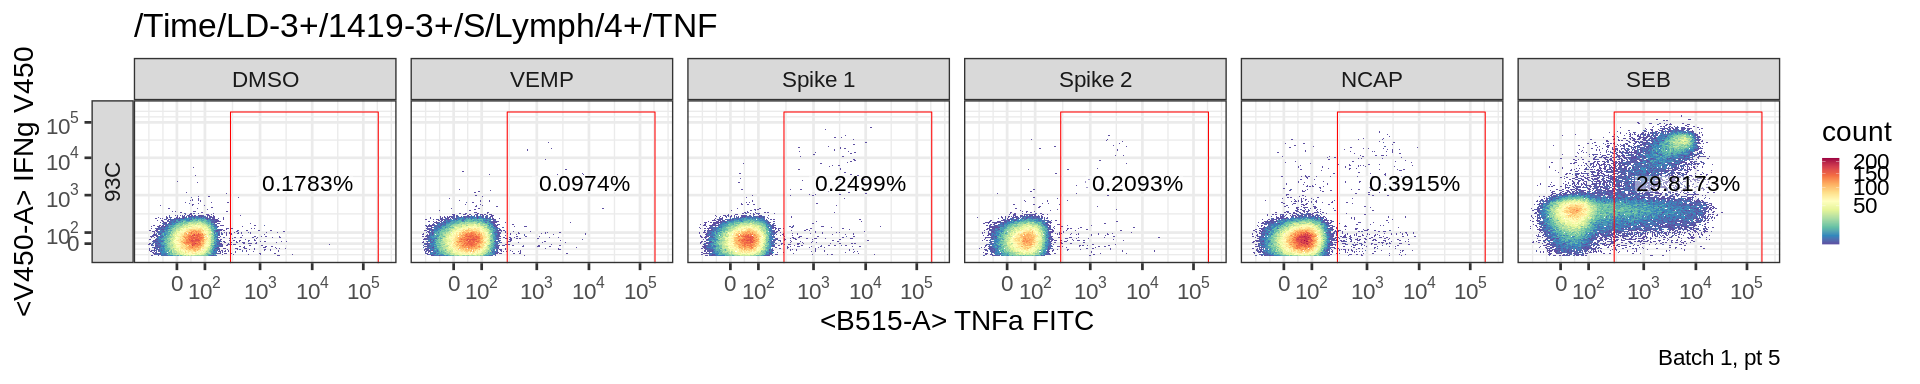 /Time/LD-3+/1419-3+/S/Lymph/4+/TNF
DMSO VEMP Spike 1 Spike 2 NCAP SEB
<V450-A> IFNg V450
93C
10^5
10^4
10^3
10^2
0
0.1783% 0.0974% 0.2499% 0.2093% 0.3915% 29.8173%
count
200
150
100
50
0 10^2 10^3 10^4 10^5 0 10^2 10^3 10^4 10^5 0 10^2 10^3 10^4 10^5 0 10^2 10^3 10^4 10^5 0 10^2 10^3 10^4 10^5 0 10^2 10^3 10^4 10^5
<B515-A> TNFa FITC
Batch 1, pt 5